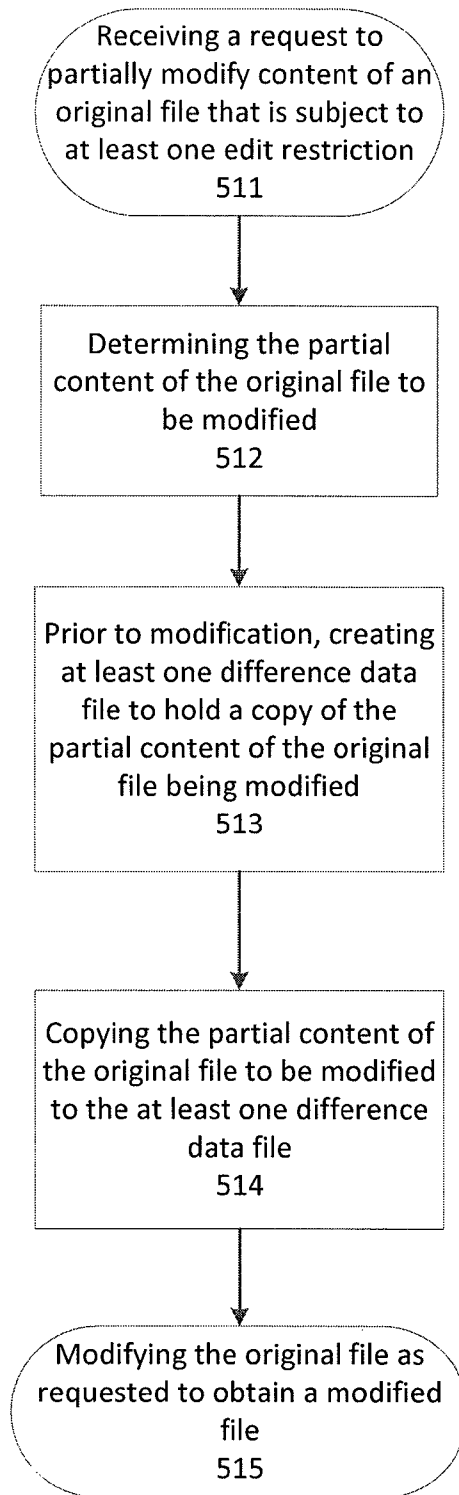 Receiving a request to
partially modify content of an
original file that is subject to
at least one edit restriction
511
Determining the partial
content of the original file to
be modified
512
Prior to modification, creating
at least one difference data
file to hold a copy of the
partial content of the original
file being modified
513
Copying the partial content of
the original file to be modified
to the at least one difference
data file
514
Modifying the original file as
requested to obtain a modified
file
515